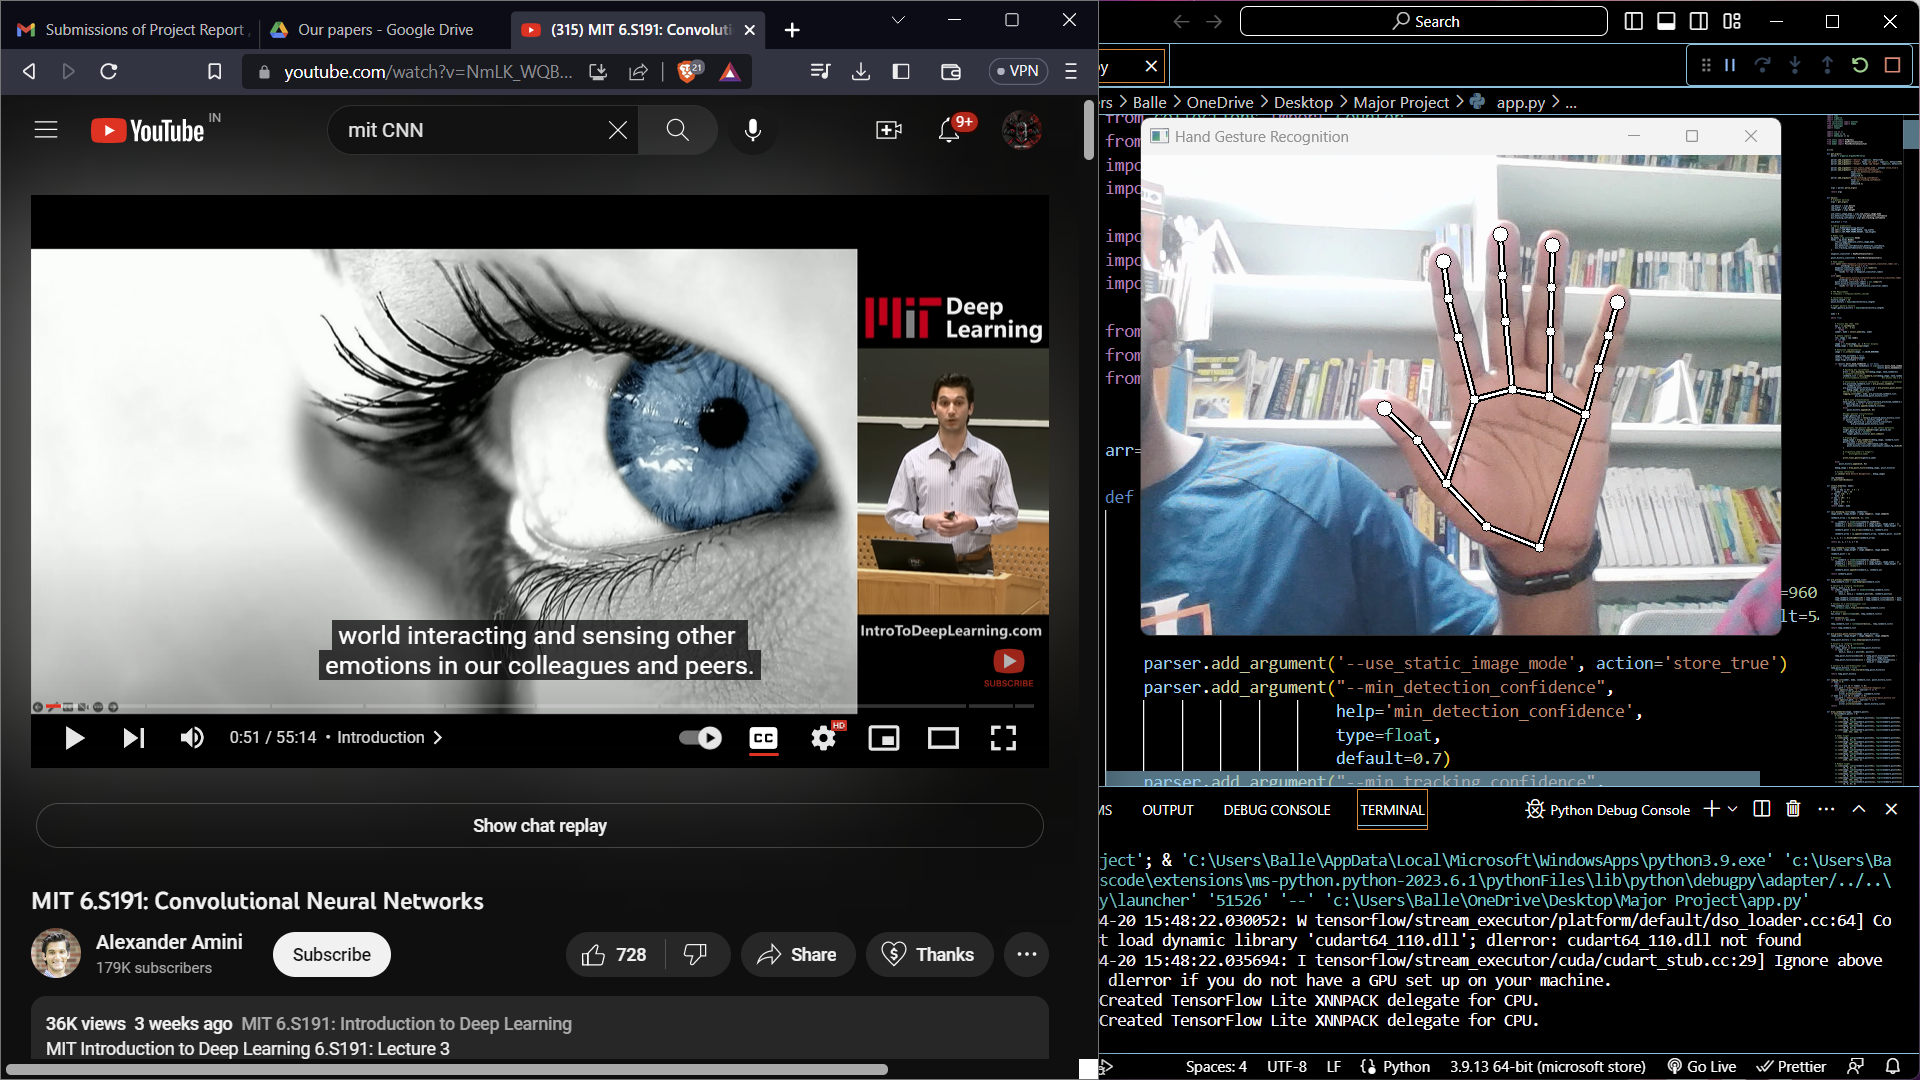 Submissions of Project Report
Our papers - Google Drive
(315) MIT 6.S191: Convoluti
youtube.com/watch?v=NmLK_WQB...
21
VPN
YouTube IN
mit CNN
9+
MIT Deep
Learning
world interacting and sensing other
emotions in our colleagues and peers.
IntroToDeepLearning.com
SUBSCRIBE
0:51 / 55:14 • Introduction
CC
HD
Show chat replay
MIT 6.S191: Convolutional Neural Networks
Alexander Amini
179K subscribers
Subscribe
728
Share
Thanks
36K views 3 weeks ago MIT 6.S191: Introduction to Deep Learning
MIT Introduction to Deep Learning 6.S191: Lecture 3
Search
py
ers > Balle > OneDrive > Desktop > Major Project > app.py > ...
from collections import Counter
from
impo
impo
impo
impo
impo
from
from
from
arr=
def
Hand Gesture Recognition
=960
lt=54
parser.add_argument('--use_static_image_mode', action='store_true')
parser.add_argument("--min_detection_confidence",
help='min_detection_confidence',
type=float,
default=0.7)
parser.add_argument("--min_tracking_confidence",
MS
OUTPUT
DEBUG CONSOLE
TERMINAL
Python Debug Console
ject'; & 'C:\Users\Balle\AppData\Local\Microsoft\WindowsApps\python3.9.exe' 'c:\Users\Ba
scode\extensions\ms-python.python-2023.6.1\pythonFiles\lib\python\debugpy\adapter/../..\
y\launcher' '51526' '--' 'c:\Users\Balle\OneDrive\Desktop\Major Project\app.py'
4-20 15:48:22.030052: W tensorflow/stream_executor/platform/default/dso_loader.cc:64] Co
t load dynamic library 'cudart64_110.dll'; dlerror: cudart64_110.dll not found
4-20 15:48:22.035694: I tensorflow/stream_executor/cuda/cudart_stub.cc:29] Ignore above
dlerror if you do not have a GPU set up on your machine.
Created TensorFlow Lite XNNPACK delegate for CPU.
Created TensorFlow Lite XNNPACK delegate for CPU.
Spaces: 4
UTF-8
LF
Python
3.9.13 64-bit (microsoft store)
Go Live
Prettier